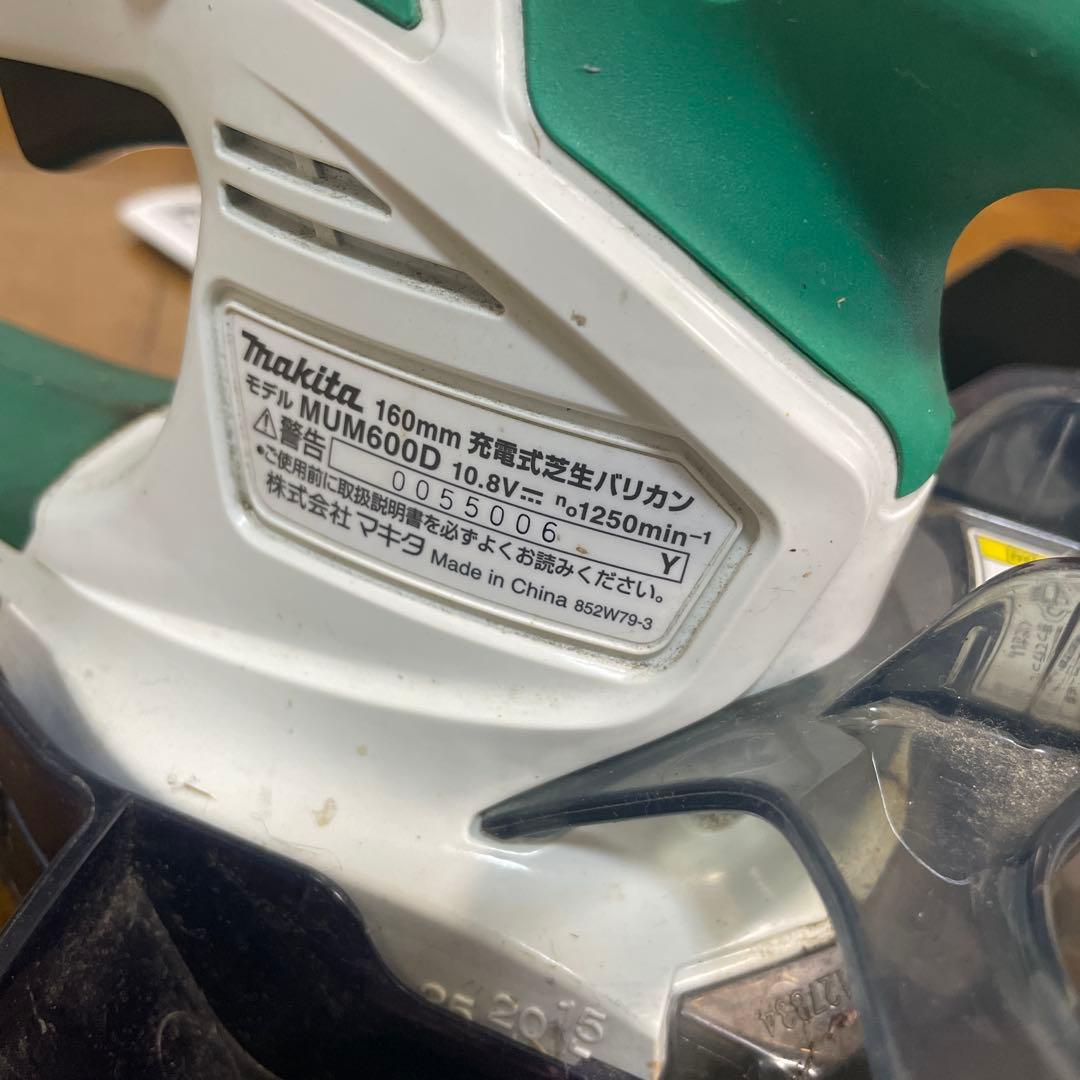 makita 160mm 充電式芝生バリカン
モデル MUM600D 10.8V⎓ n₀1250min⁻¹
⚠警告 0055006 Y
•ご使用前に取扱説明書を必ずよくお読みください。
株式会社 マキタ Made in China 852W79-3
2015